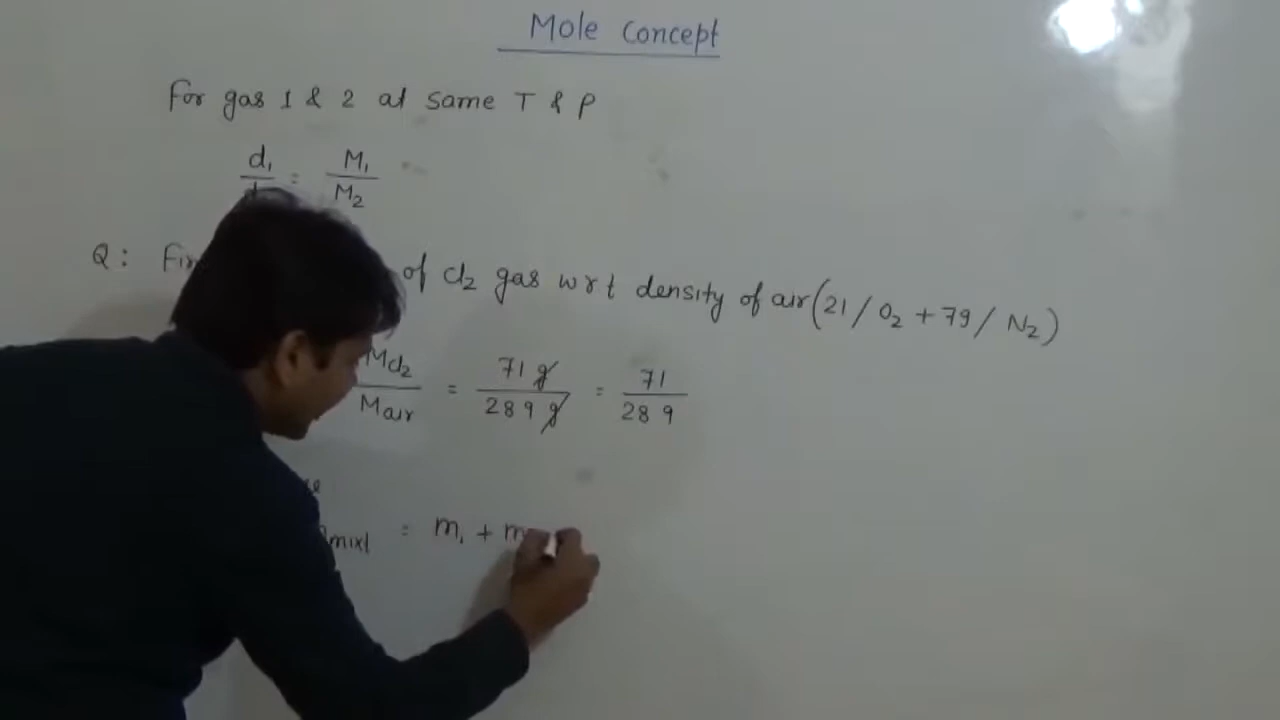 Mole Concept
For gas 1 & 2 at same T & P
d₁ = M₁
M₂
Q: of Cl₂ gas w r t density of air (21/ O₂ + 79/ N₂)
MCl₂ = 71 g = 71
Mair 28 9 g 28 9
mixt = m₁ + m